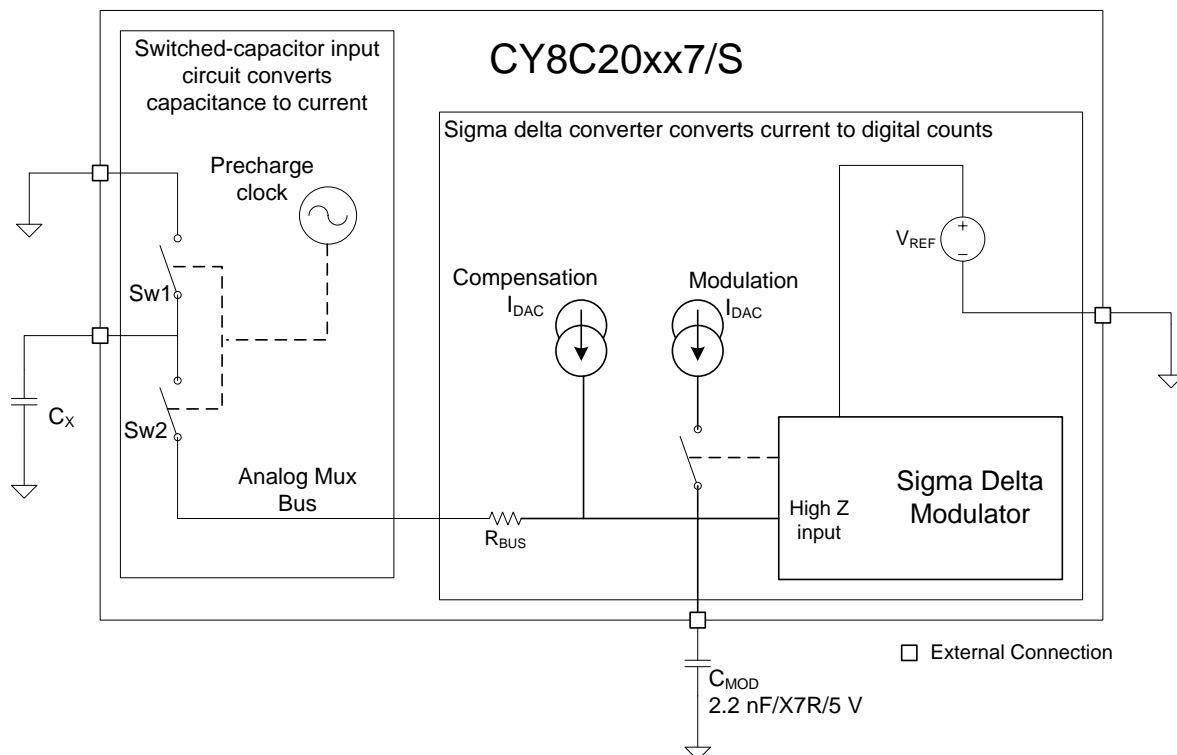 Switched-capacitor input
circuit converts
capacitance to current
CY8C20xx7/S
Sigma delta converter converts current to digital counts
Precharge
clock
+
VREF
–
Compensation
IDAC
Modulation
IDAC
Sw1
CX
Sw2
Analog Mux
Bus
RBUS
High Z
input
Sigma Delta
Modulator
External Connection
CMOD
2.2 nF/X7R/5 V